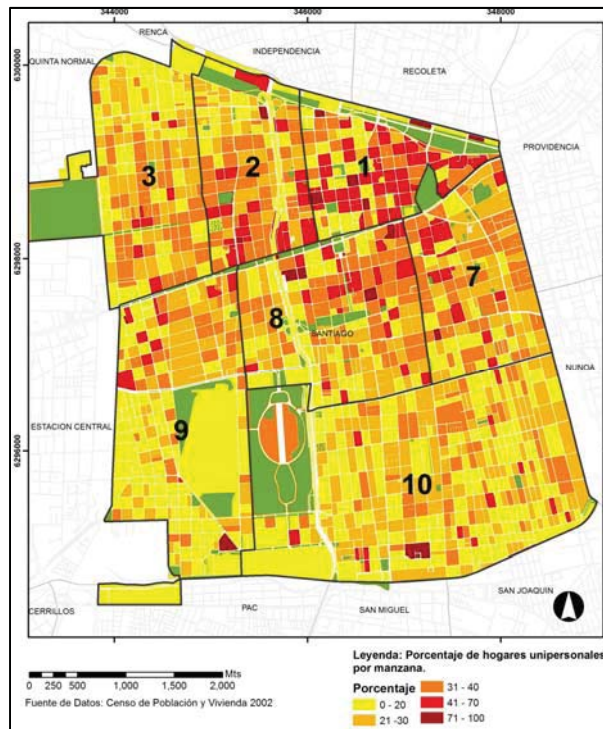 344000 346000 348000
RENCA
INDEPENDENCIA
QUINTA NORMAL
6300000
RECOLETA
PROVIDENCIA
3 2 1
6298000
7
8
SANTIAGO
ÑUÑOA
ESTACION CENTRAL
9
6296000
10
SAN JOAQUIN
CERRILLOS
PAC
SAN MIGUEL
Leyenda: Porcentaje de hogares unipersonales
por manzana.
Mts
0 250 500 1,000 1,500 2,000
Porcentaje
0 - 20
21 -30
31 - 40
41 - 70
71 - 100
Fuente de Datos: Censo de Población y Vivienda 2002